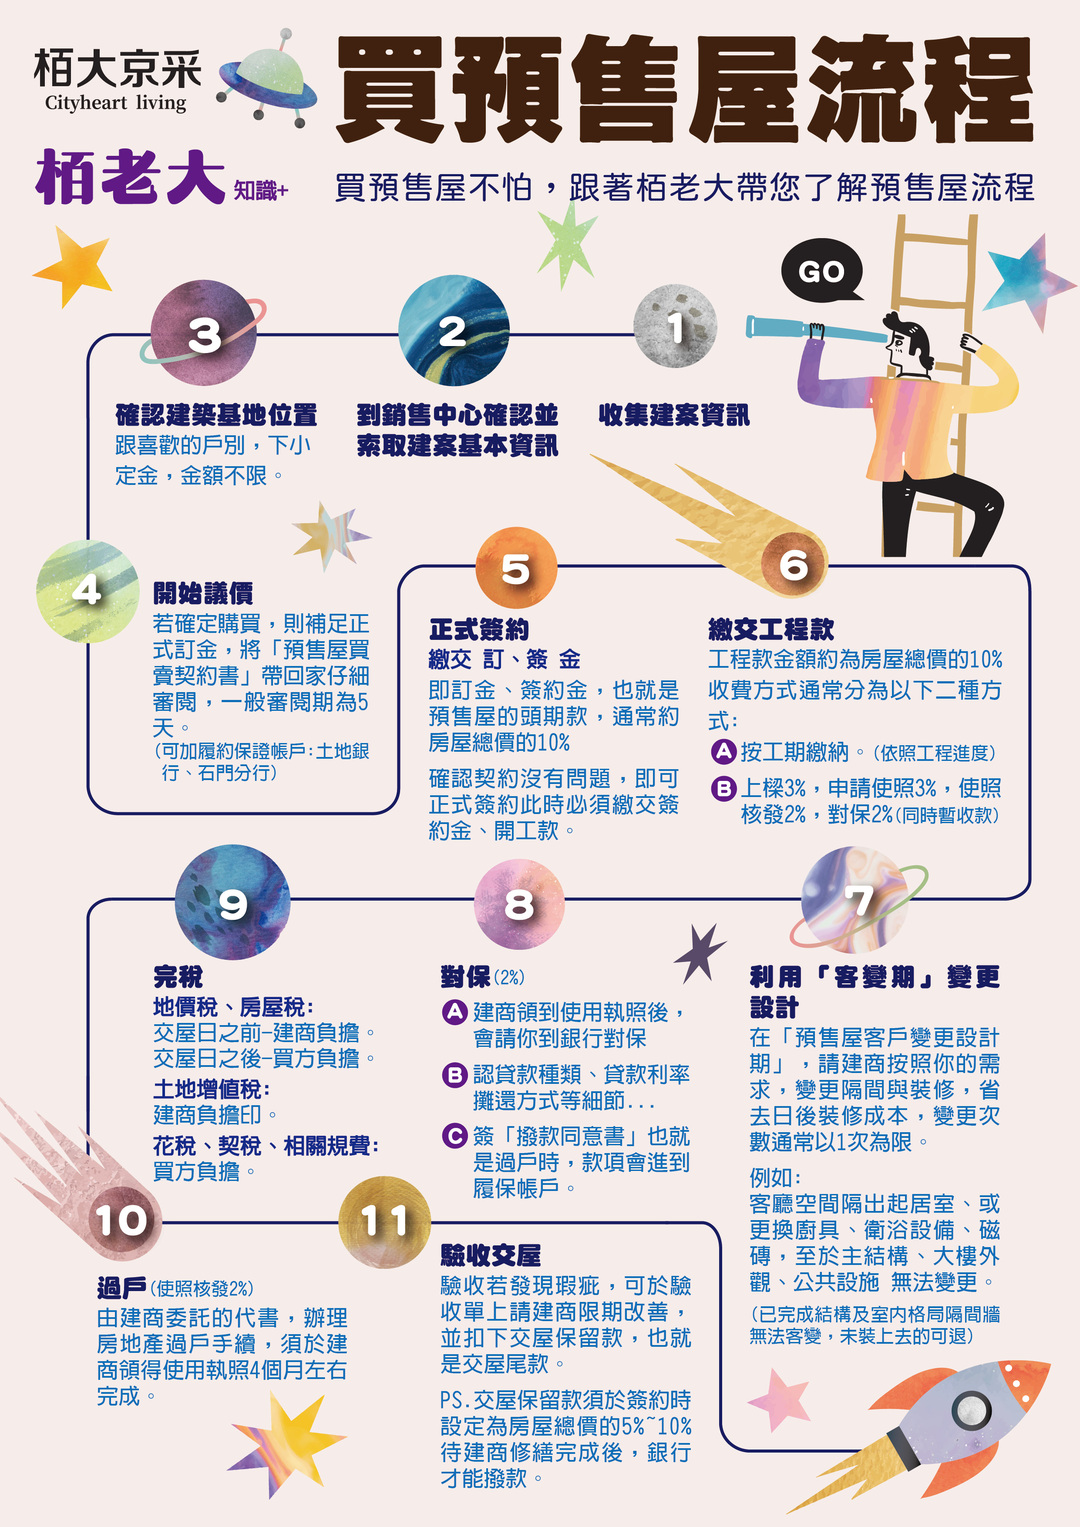 栢大京采
Cityheart living
買預售屋流程
栢老大 知識+
買預售屋不怕，跟著栢老大帶您了解預售屋流程
GO
1
收集建案資訊
2
到銷售中心確認並
索取建案基本資訊
3
確認建築基地位置
跟喜歡的戶別，下小
定金，金額不限。
4
開始議價
若確定購買，則補足正
式訂金，將「預售屋買
賣契約書」帶回家仔細
審閱，一般審閱期為5
天。
(可加履約保證帳戶:土地銀
行、石門分行)
5
正式簽約
繳交 訂、簽 金
即訂金、簽約金，也就是
預售屋的頭期款，通常約
房屋總價的10%
確認契約沒有問題，即可
正式簽約此時必須繳交簽
約金、開工款。
6
繳交工程款
工程款金額約為房屋總價的10%
收費方式通常分為以下二種方
式:
A 按工期繳納。(依照工程進度)
B 上樑3%，申請使照3%，使照
核發2%，對保2%(同時暫收款)
7
利用「客變期」變更
設計
在「預售屋客戶變更設計
期」，請建商按照你的需
求，變更隔間與裝修，省
去日後裝修成本，變更次
數通常以1次為限。
例如:
客廳空間隔出起居室、或
更換廚具、衛浴設備、磁
磚，至於主結構、大樓外
觀、公共設施 無法變更。
(已完成結構及室內格局隔間牆
無法客變，未裝上去的可退)
8
對保(2%)
A 建商領到使用執照後，
會請你到銀行對保
B 認貸款種類、貸款利率
攤還方式等細節...
C 簽「撥款同意書」也就
是過戶時，款項會進到
履保帳戶。
9
完稅
地價稅、房屋稅:
交屋日之前-建商負擔。
交屋日之後-買方負擔。
土地增值稅:
建商負擔印。
花稅、契稅、相關規費:
買方負擔。
10
過戶(使照核發2%)
由建商委託的代書，辦理
房地產過戶手續，須於建
商領得使用執照4個月左右
完成。
11
驗收交屋
驗收若發現瑕疵，可於驗
收單上請建商限期改善，
並扣下交屋保留款，也就
是交屋尾款。
PS.交屋保留款須於簽約時
設定為房屋總價的5%~10%
待建商修繕完成後，銀行
才能撥款。